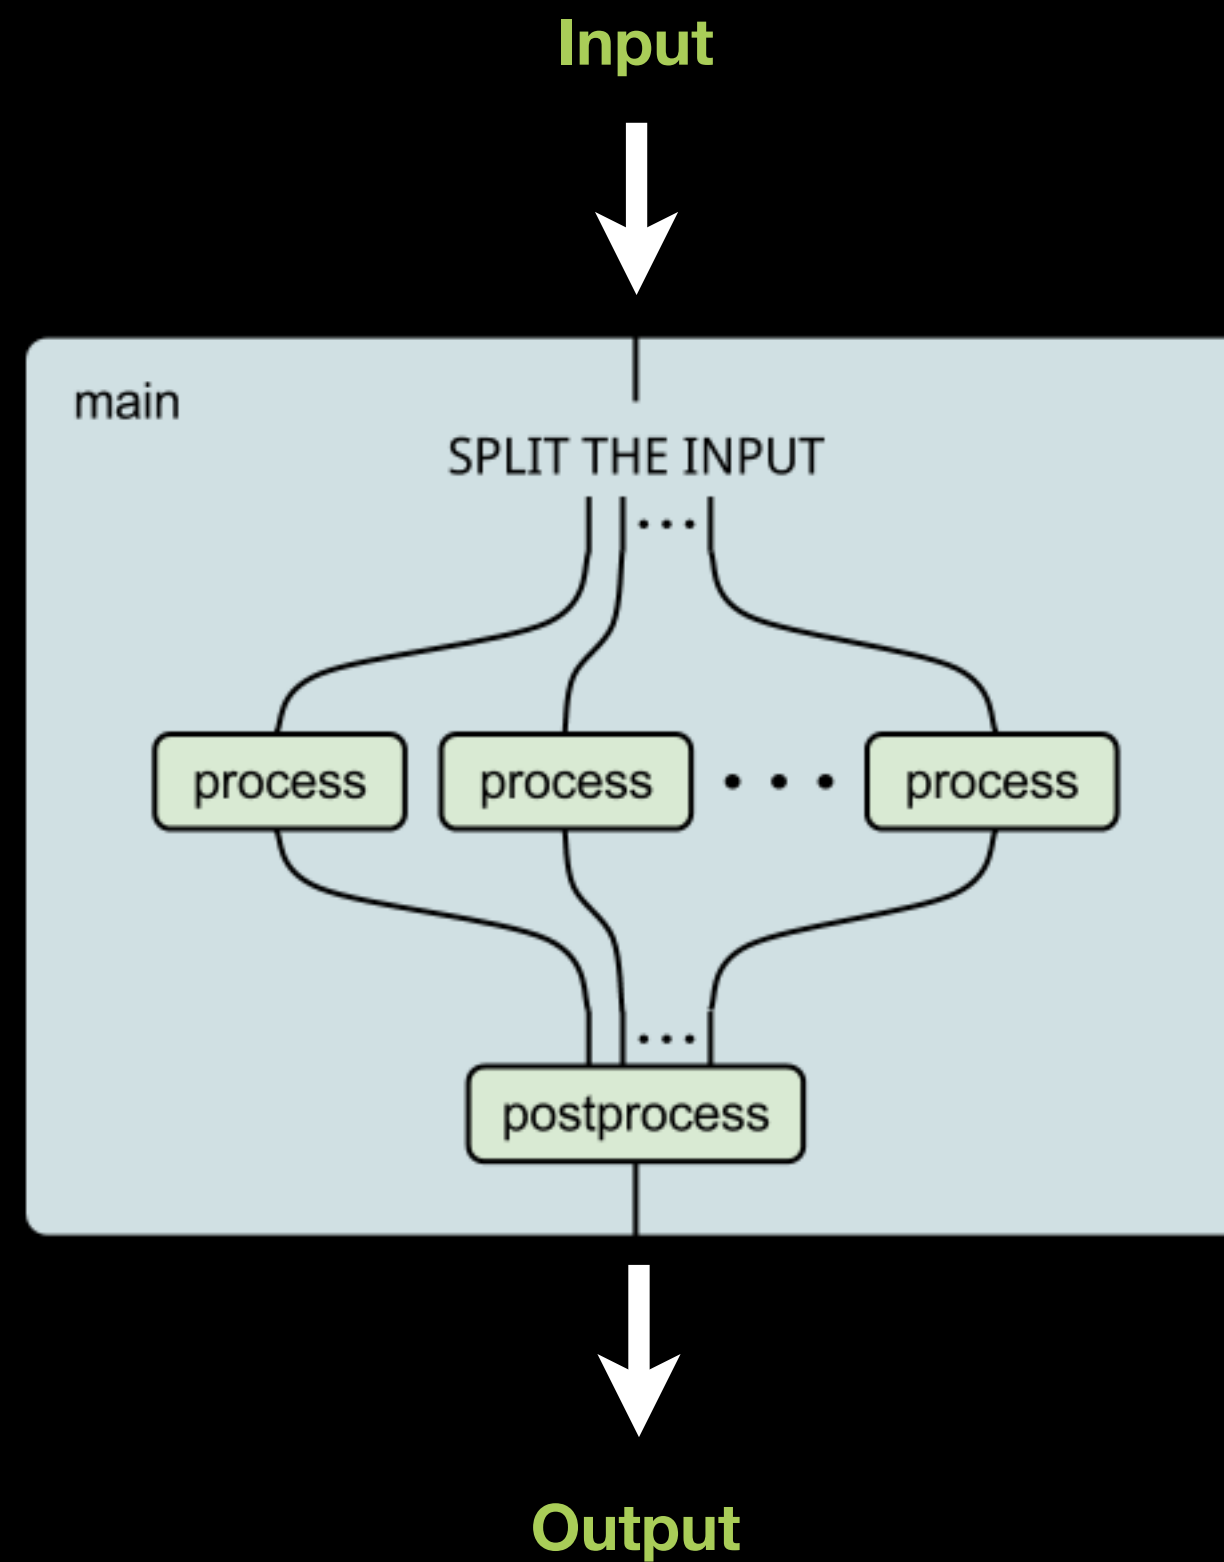 Input
main
SPLIT THE INPUT
...
process process ... process
...
postprocess
Output